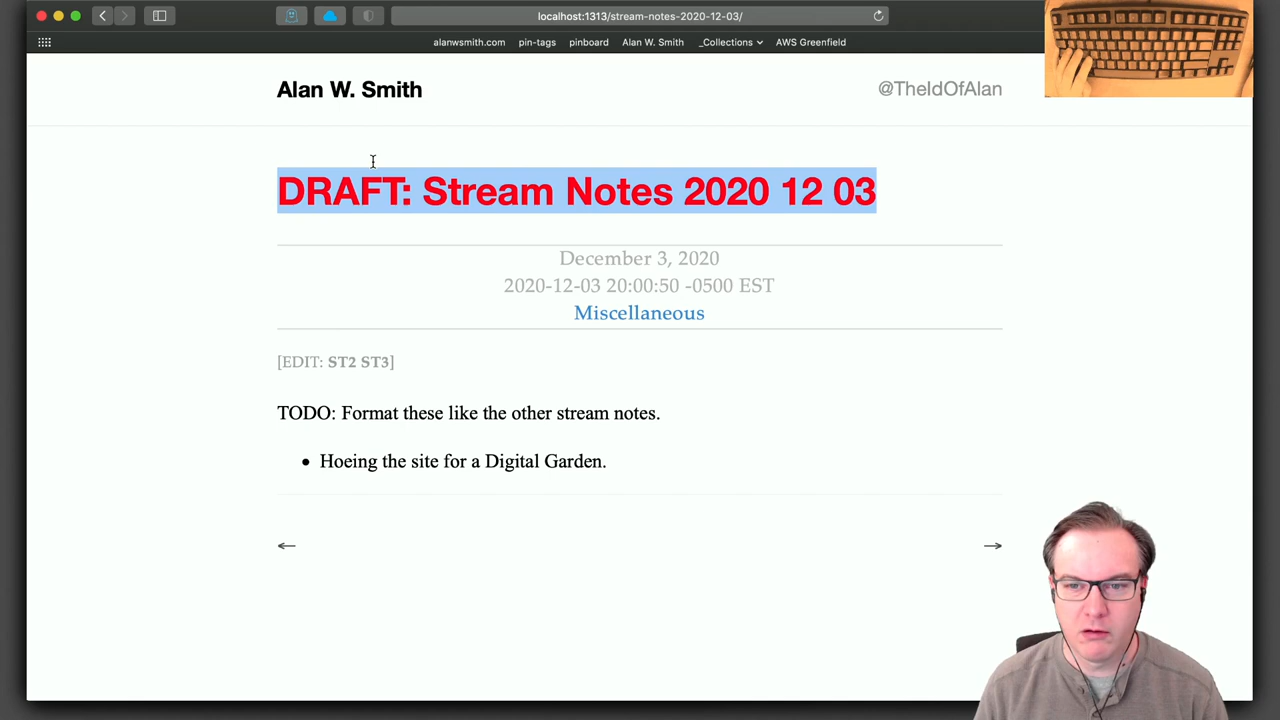 localhost:1313/stream-notes-2020-12-03/
alanwsmith.com pin-tags pinboard Alan W. Smith _Collections AWS Greenfield
Alan W. Smith @TheIdOfAlan
DRAFT: Stream Notes 2020 12 03
December 3, 2020
2020-12-03 20:00:50 -0500 EST
Miscellaneous
[EDIT: ST2 ST3]
TODO: Format these like the other stream notes.
• Hoeing the site for a Digital Garden.
← →